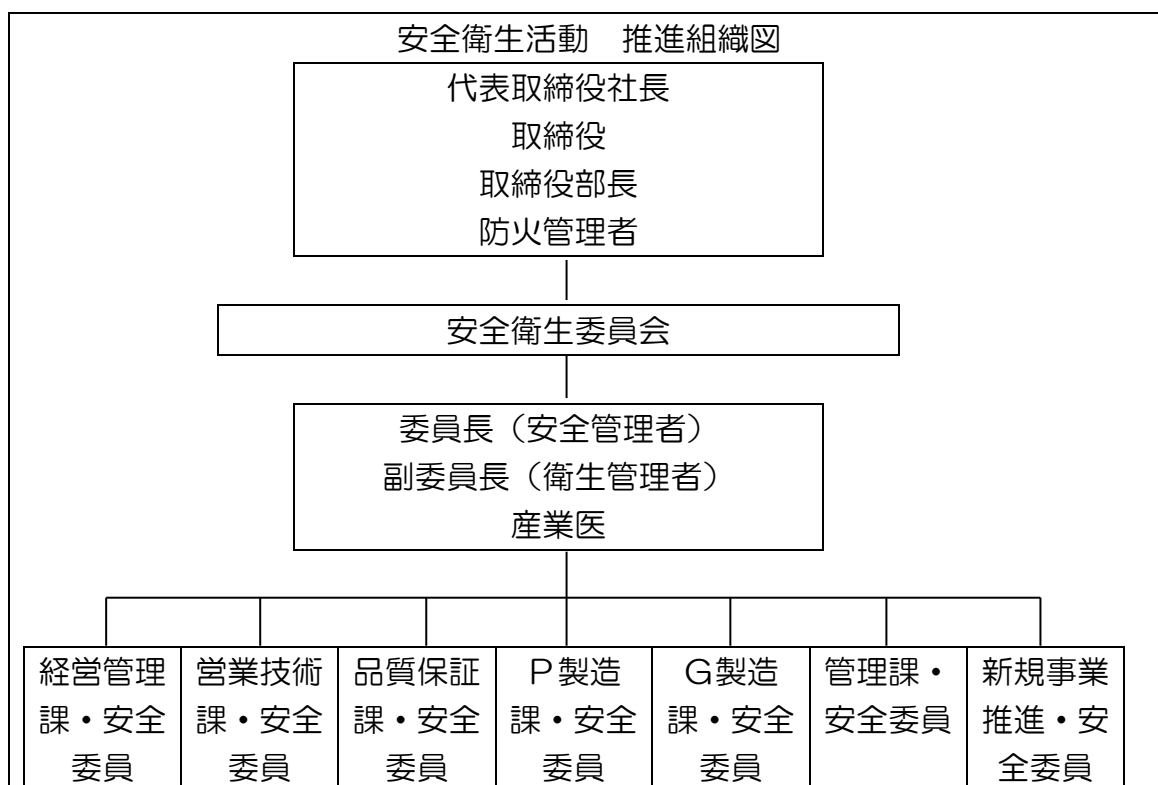 安全衛生活動　推進組織図
代表取締役社長
取締役
取締役部長
防火管理者
安全衛生委員会
委員長（安全管理者）
副委員長（衛生管理者）
産業医
経営管理
課・安全
委員
営業技術
課・安全
委員
品質保証
課・安全
委員
Ｐ製造
課・安全
委員
Ｇ製造
課・安全
委員
管理課・
安全委員
新規事業
推進・安
全委員